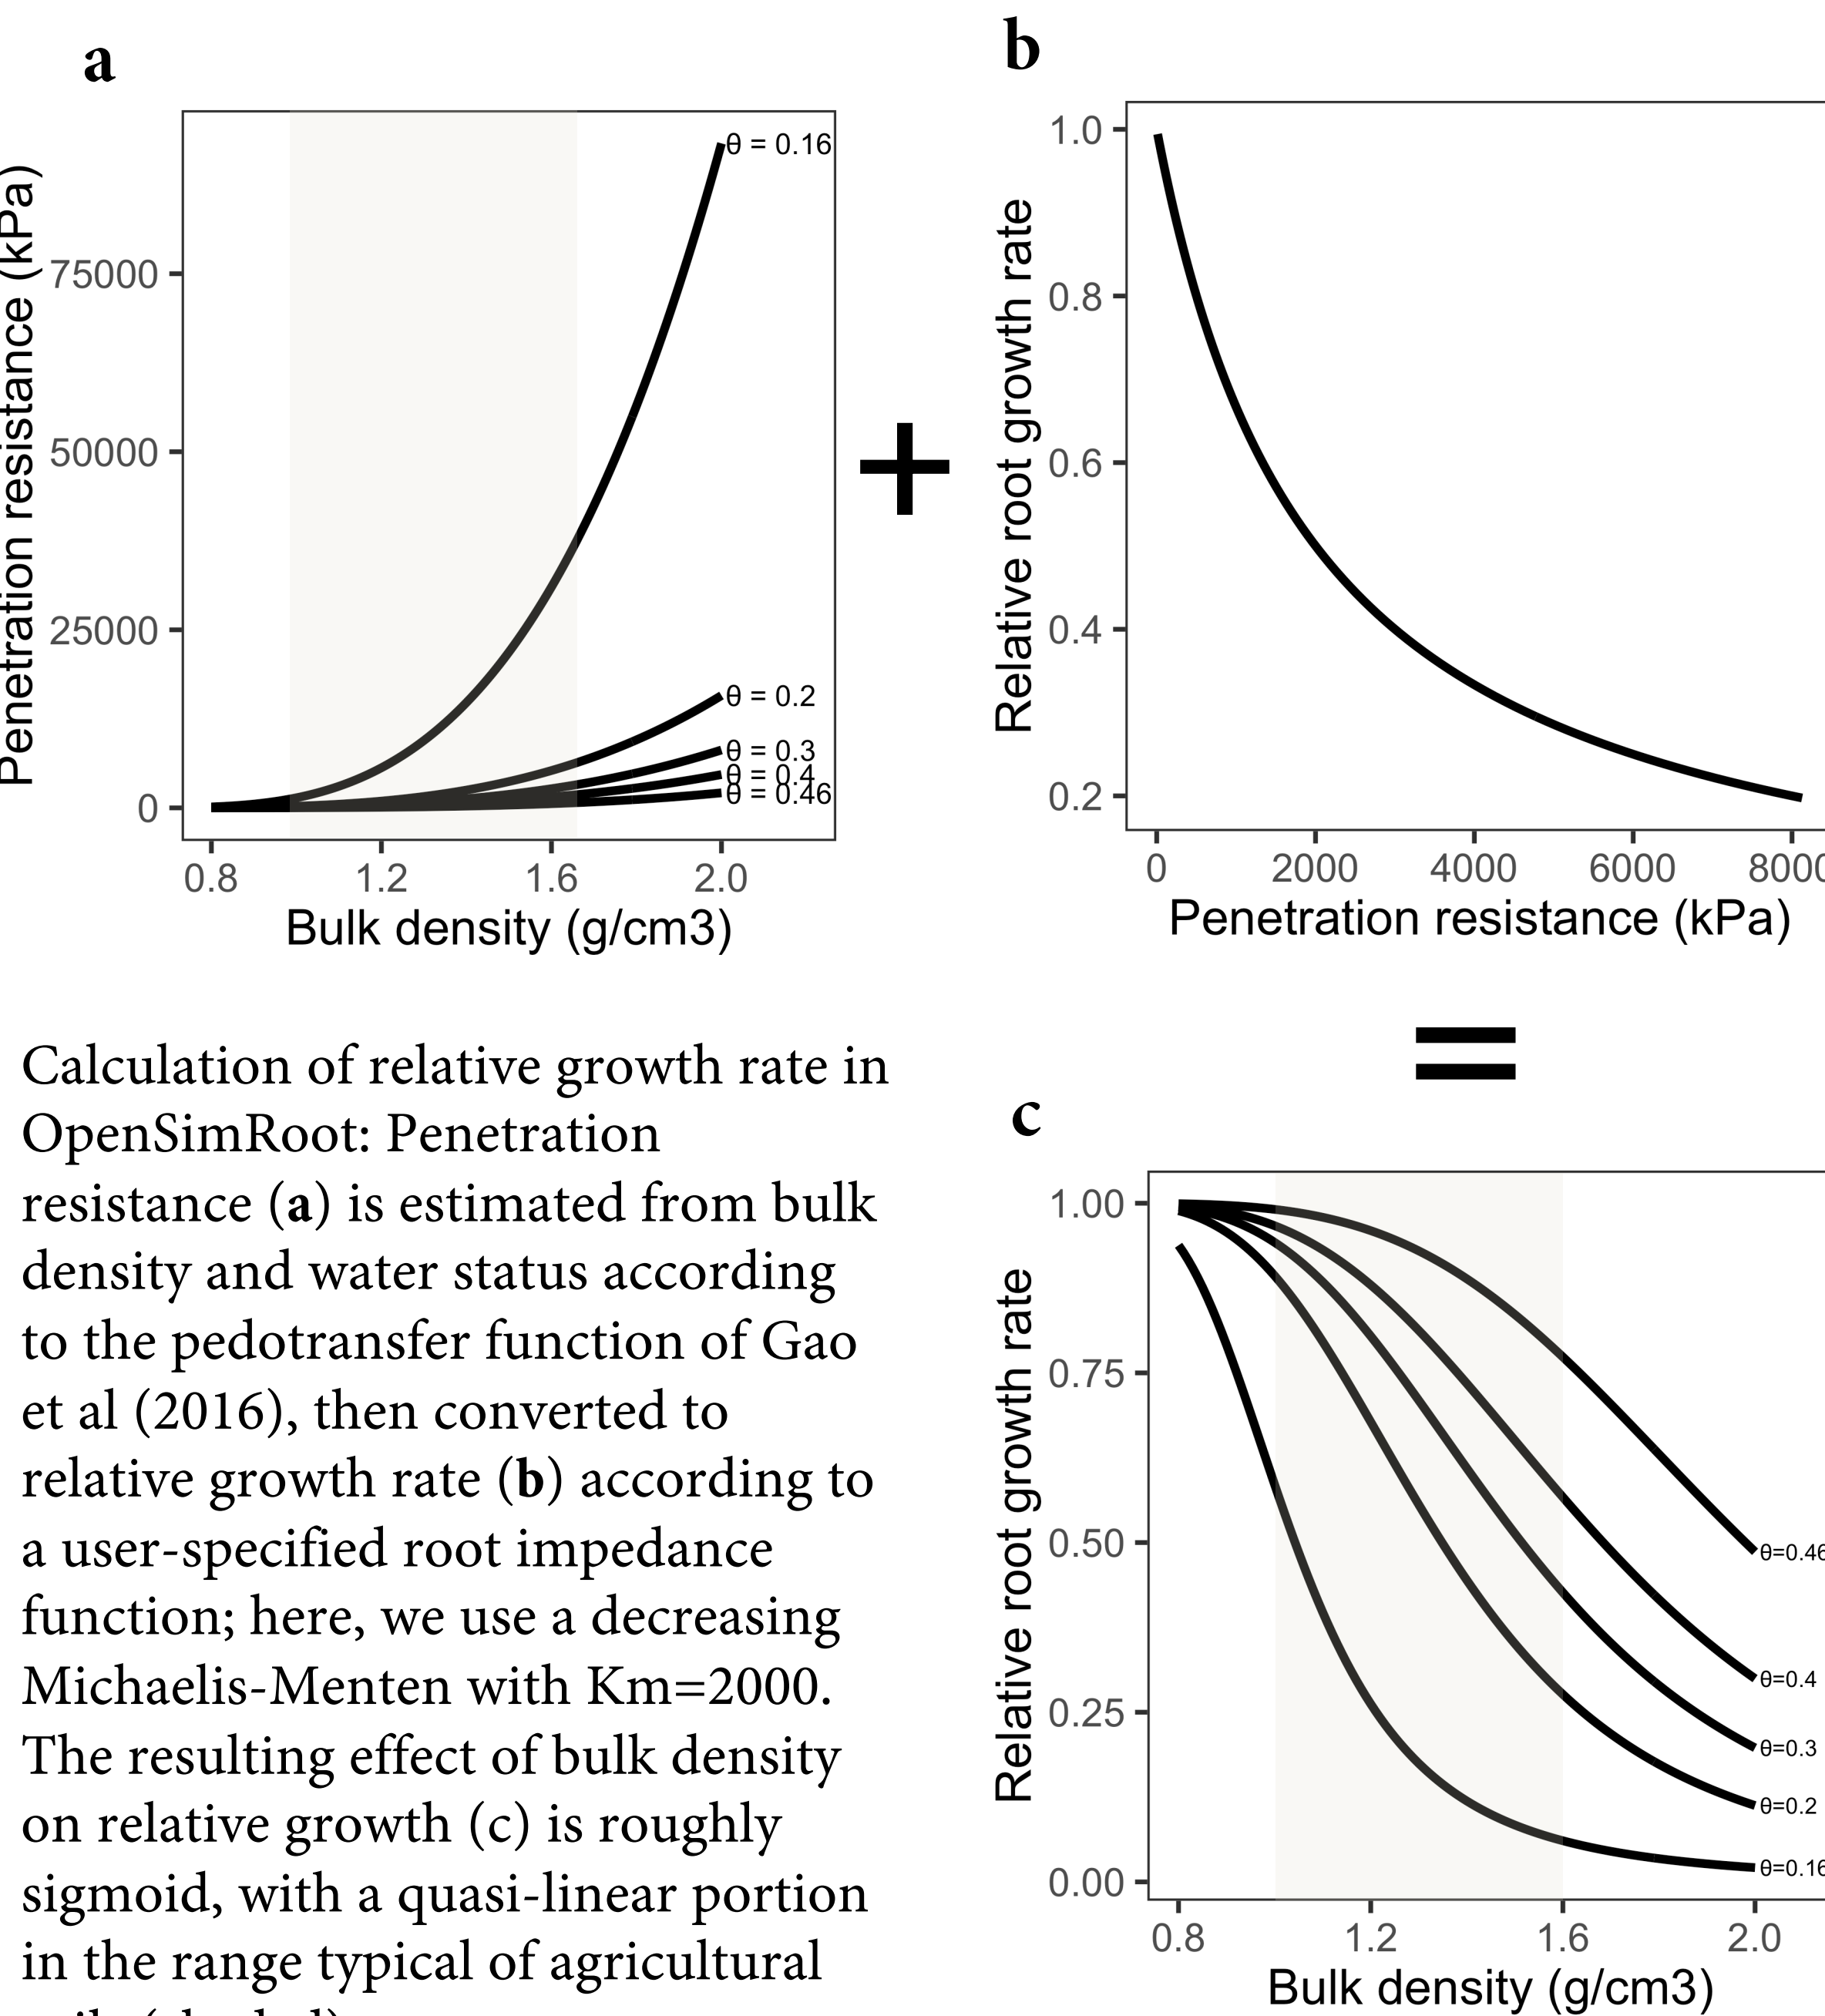 a
Penetration resistance (kPa)
75000
50000
25000
0
θ = 0.16
θ = 0.2
θ = 0.3
θ = 0.4
θ = 0.46
0.8 1.2 1.6 2.0
Bulk density (g/cm3)
+
b
Relative root growth rate
1.0
0.8
0.6
0.4
0.2
0 2000 4000 6000 8000
Penetration resistance (kPa)
=
Calculation of relative growth rate in
OpenSimRoot: Penetration
resistance (a) is estimated from bulk
density and water status according
to the pedotransfer function of Gao
et al (2016), then converted to
relative growth rate (b) according to
a user-specified root impedance
function; here, we use a decreasing
Michaelis-Menten with Km=2000.
The resulting effect of bulk density
on relative growth (c) is roughly
sigmoid, with a quasi-linear portion
in the range typical of agricultural
c
Relative root growth rate
1.00
0.75
0.50
0.25
0.00
θ=0.46
θ=0.4
θ=0.3
θ=0.2
θ=0.16
0.8 1.2 1.6 2.0
Bulk density (g/cm3)